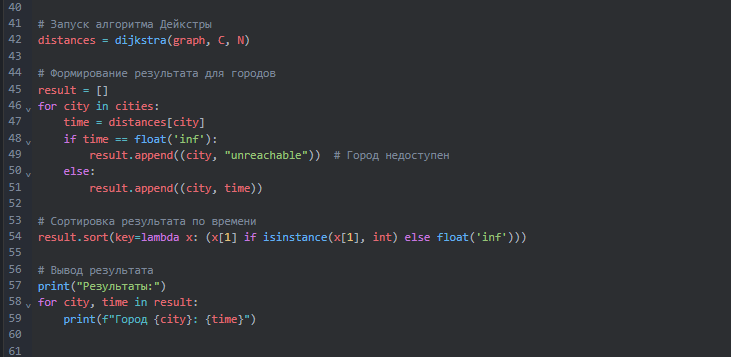 40
41 # Запуск алгоритма Дейкстры
42 distances = dijkstra(graph, C, N)
43
44 # Формирование результата для городов
45 result = []
46 for city in cities:
47     time = distances[city]
48     if time == float('inf'):
49         result.append((city, "unreachable"))  # Город недоступен
50     else:
51         result.append((city, time))
52
53 # Сортировка результата по времени
54 result.sort(key=lambda x: (x[1] if isinstance(x[1], int) else float('inf')))
55
56 # Вывод результата
57 print("Результаты:")
58 for city, time in result:
59     print(f"Город {city}: {time}")
60
61